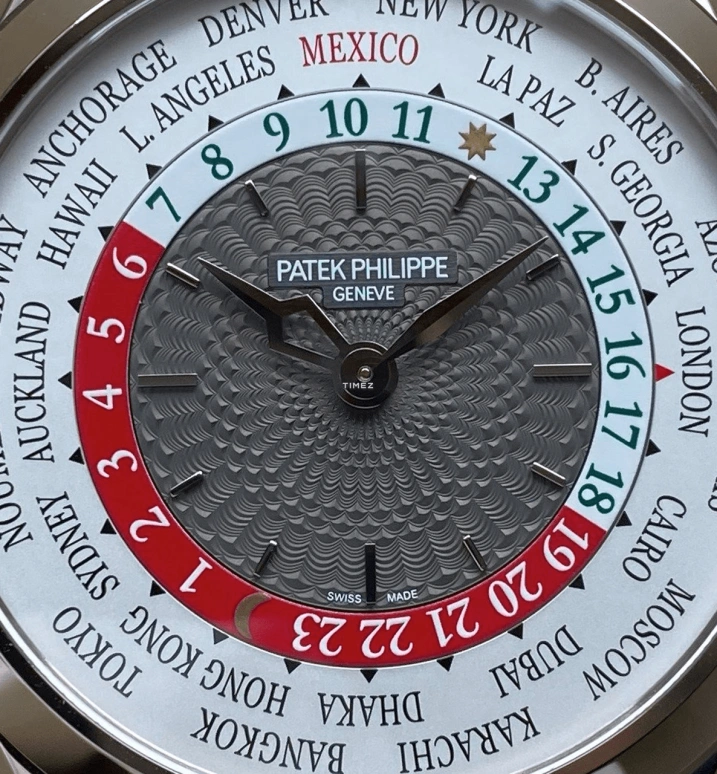 DENVER
NEW YORK
MEXICO
ANCHORAGE
L. ANGELES
LA PAZ
B. AIRES
HAWAII
S. GEORGIA
AUCKLAND
LONDON
SYDNEY
CAIRO
TOKYO
HONG KONG
MOSCOW
DUBAI
BANGKOK
DHAKA
KARACHI
7 8 9 10 11
13 14 15 16 17 18
19 20 21 22 23
1 2 3 4 5 6
PATEK PHILIPPE
GENEVE
TIMEZ
SWISS MADE